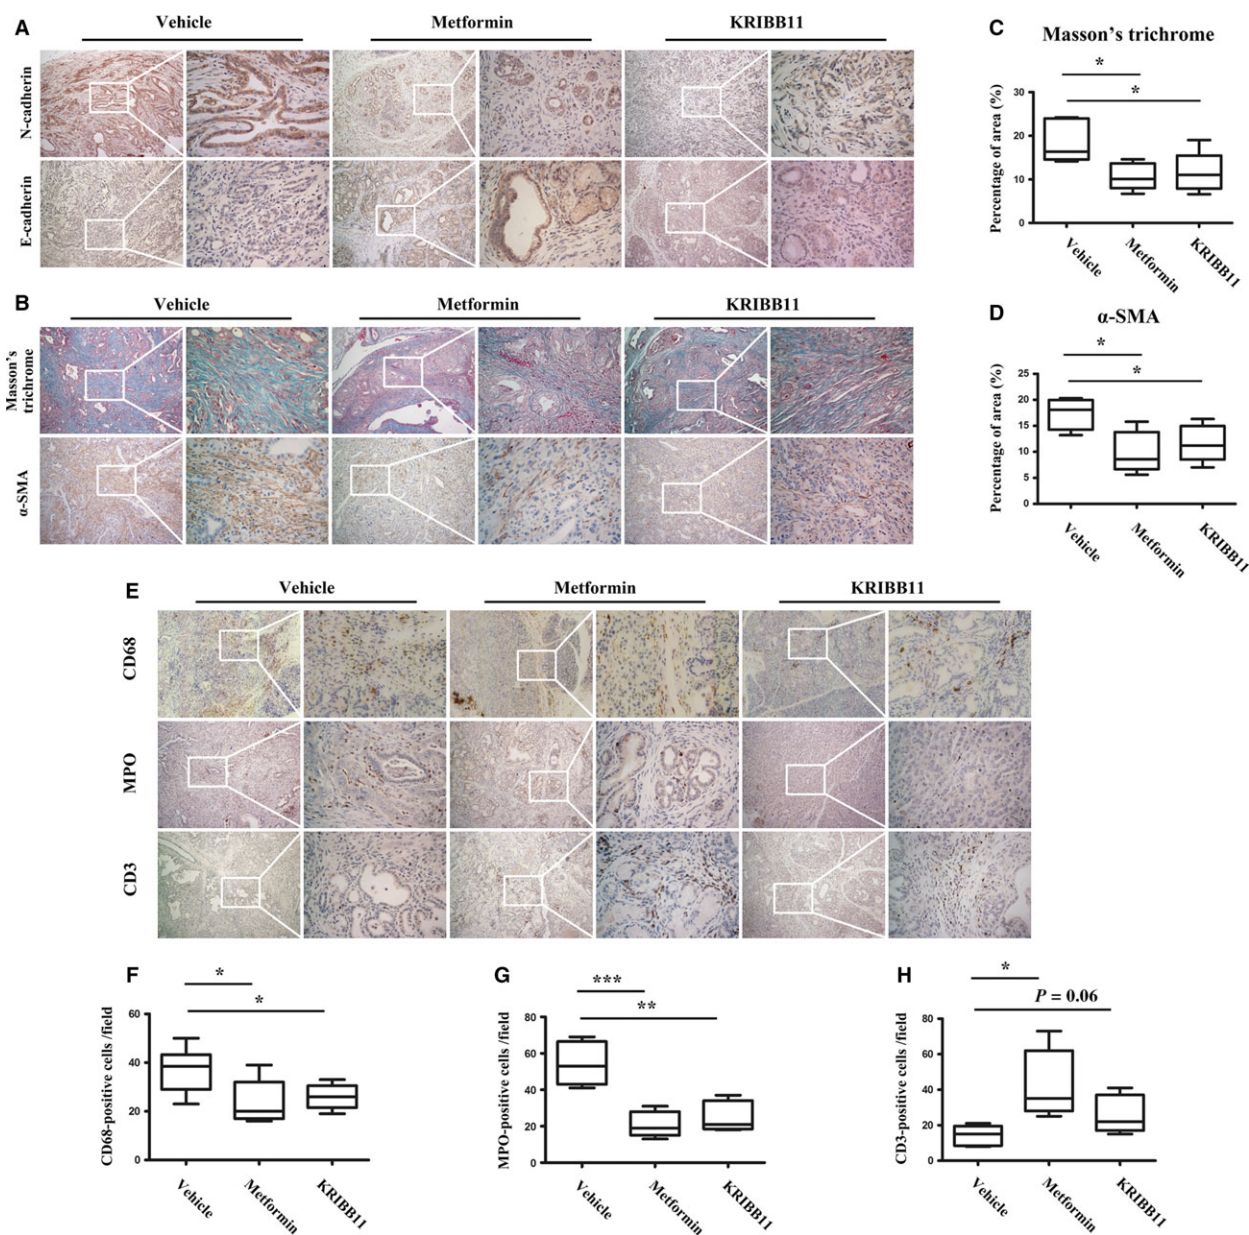 A
Vehicle
Metformin
KRIBB11
N-cadherin
E-cadherin
B
Vehicle
Metformin
KRIBB11
Masson's
trichrome
α-SMA
C
Masson's trichrome
*
*
Percentage of area (%)
30
20
10
0
Vehicle
Metformin
KRIBB11
D
α-SMA
*
*
Percentage of area (%)
25
20
15
10
5
0
Vehicle
Metformin
KRIBB11
E
Vehicle
Metformin
KRIBB11
CD68
MPO
CD3
F
*
*
CD68-positive cells /field
60
40
20
0
Vehicle
Metformin
KRIBB11
G
***
**
MPO-positive cells /field
80
60
40
20
0
Vehicle
Metformin
KRIBB11
H
*
P = 0.06
CD3-positive cells /field
80
60
40
20
0
Vehicle
Metformin
KRIBB11